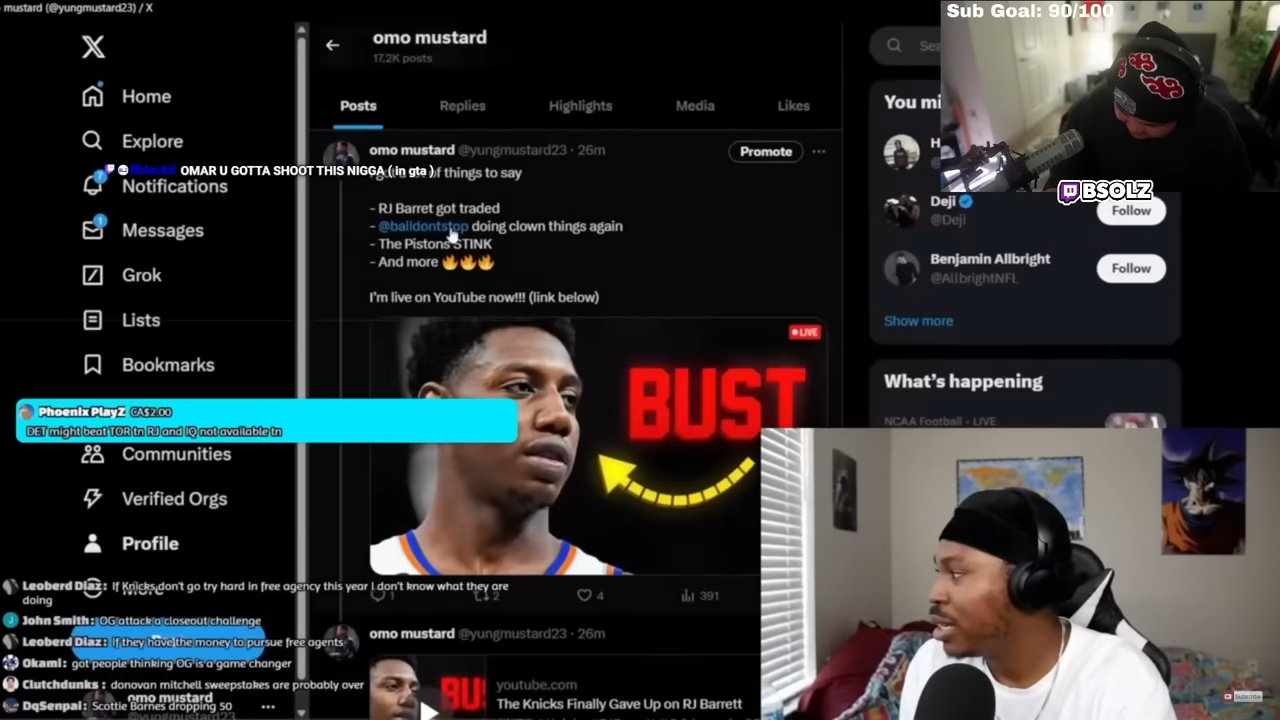 mustard (@yungmustard23) / X
Sub Goal: 90/100
omo mustard
17.2K posts
Home
Explore
Notifications
Messages
Grok
Lists
Bookmarks
Communities
Verified Orgs
Profile
Posts
Replies
Highlights
Media
Likes
omo mustard @yungmustard23 · 26m
Promote
of things to say
OMAR U GOTTA SHOOT THIS NIGGA ( in gta )
- RJ Barret got traded
- @balldontstop doing clown things again
- The Pistons STINK
- And more 🔥🔥🔥
I'm live on YouTube now!!! (link below)
LIVE
BUST
1
2
4
391
omo mustard @yungmustard23 · 26m
BU
youtube.com
The Knicks Finally Gave Up on RJ Barrett
You mi
BSOLZ
Deji
@Deji
Follow
Benjamin Allbright
@AllbrightNFL
Follow
Show more
What's happening
NCAA Football · LIVE
Phoenix PlayZ CA$2.00
DET might beat TOR tn RJ and IQ not available tn
Leoberd Diaz: If Knicks don't go try hard in free agency this year I don't know what they are
doing
John Smith: OG attack a closeout challenge
Leoberd Diaz: If they have the money to pursue free agents
Okami: got people thinking OG is a game changer
Clutchdunks: donovan mitchell sweepstakes are probably over
DqSenpai: Scottie Barnes dropping 50
omo mustard
@yungmustard23
Subscribe